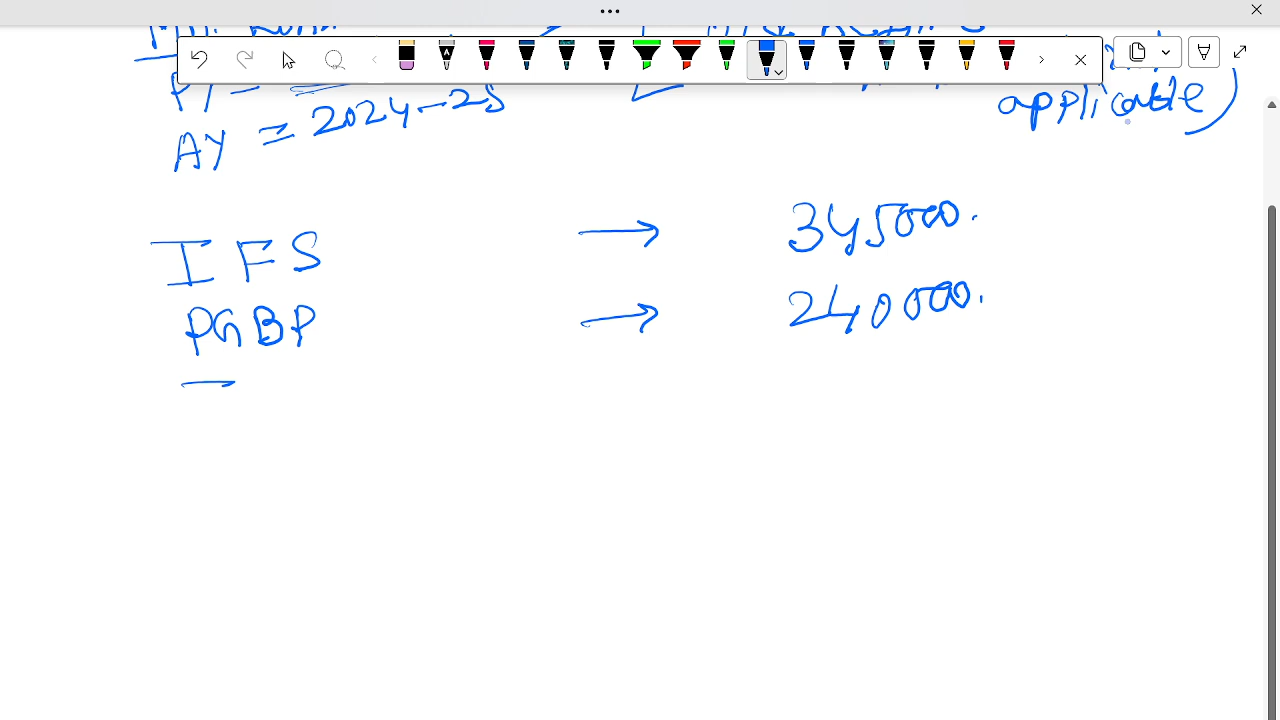 AY = 2024-25
applicable)
IFS → 345000.
PGBP → 240000.